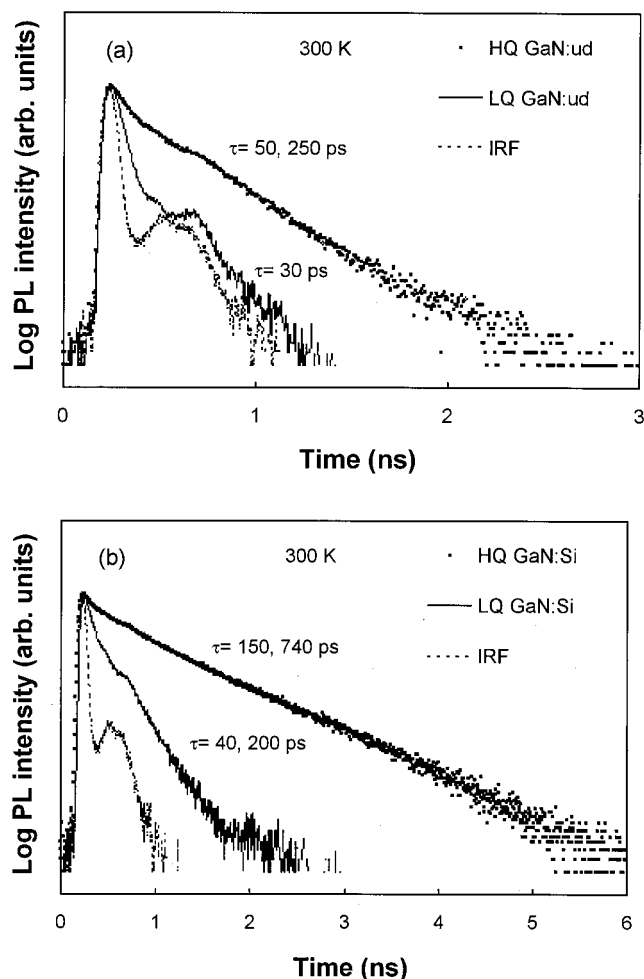 (a)
300 K
HQ GaN:ud
LQ GaN:ud
IRF
τ= 50, 250 ps
τ= 30 ps
Log PL intensity (arb. units)
0 1 2 3
Time (ns)
(b)
300 K
HQ GaN:Si
LQ GaN:Si
IRF
τ= 150, 740 ps
τ= 40, 200 ps
Log PL intensity (arb. units)
0 1 2 3 4 5 6
Time (ns)